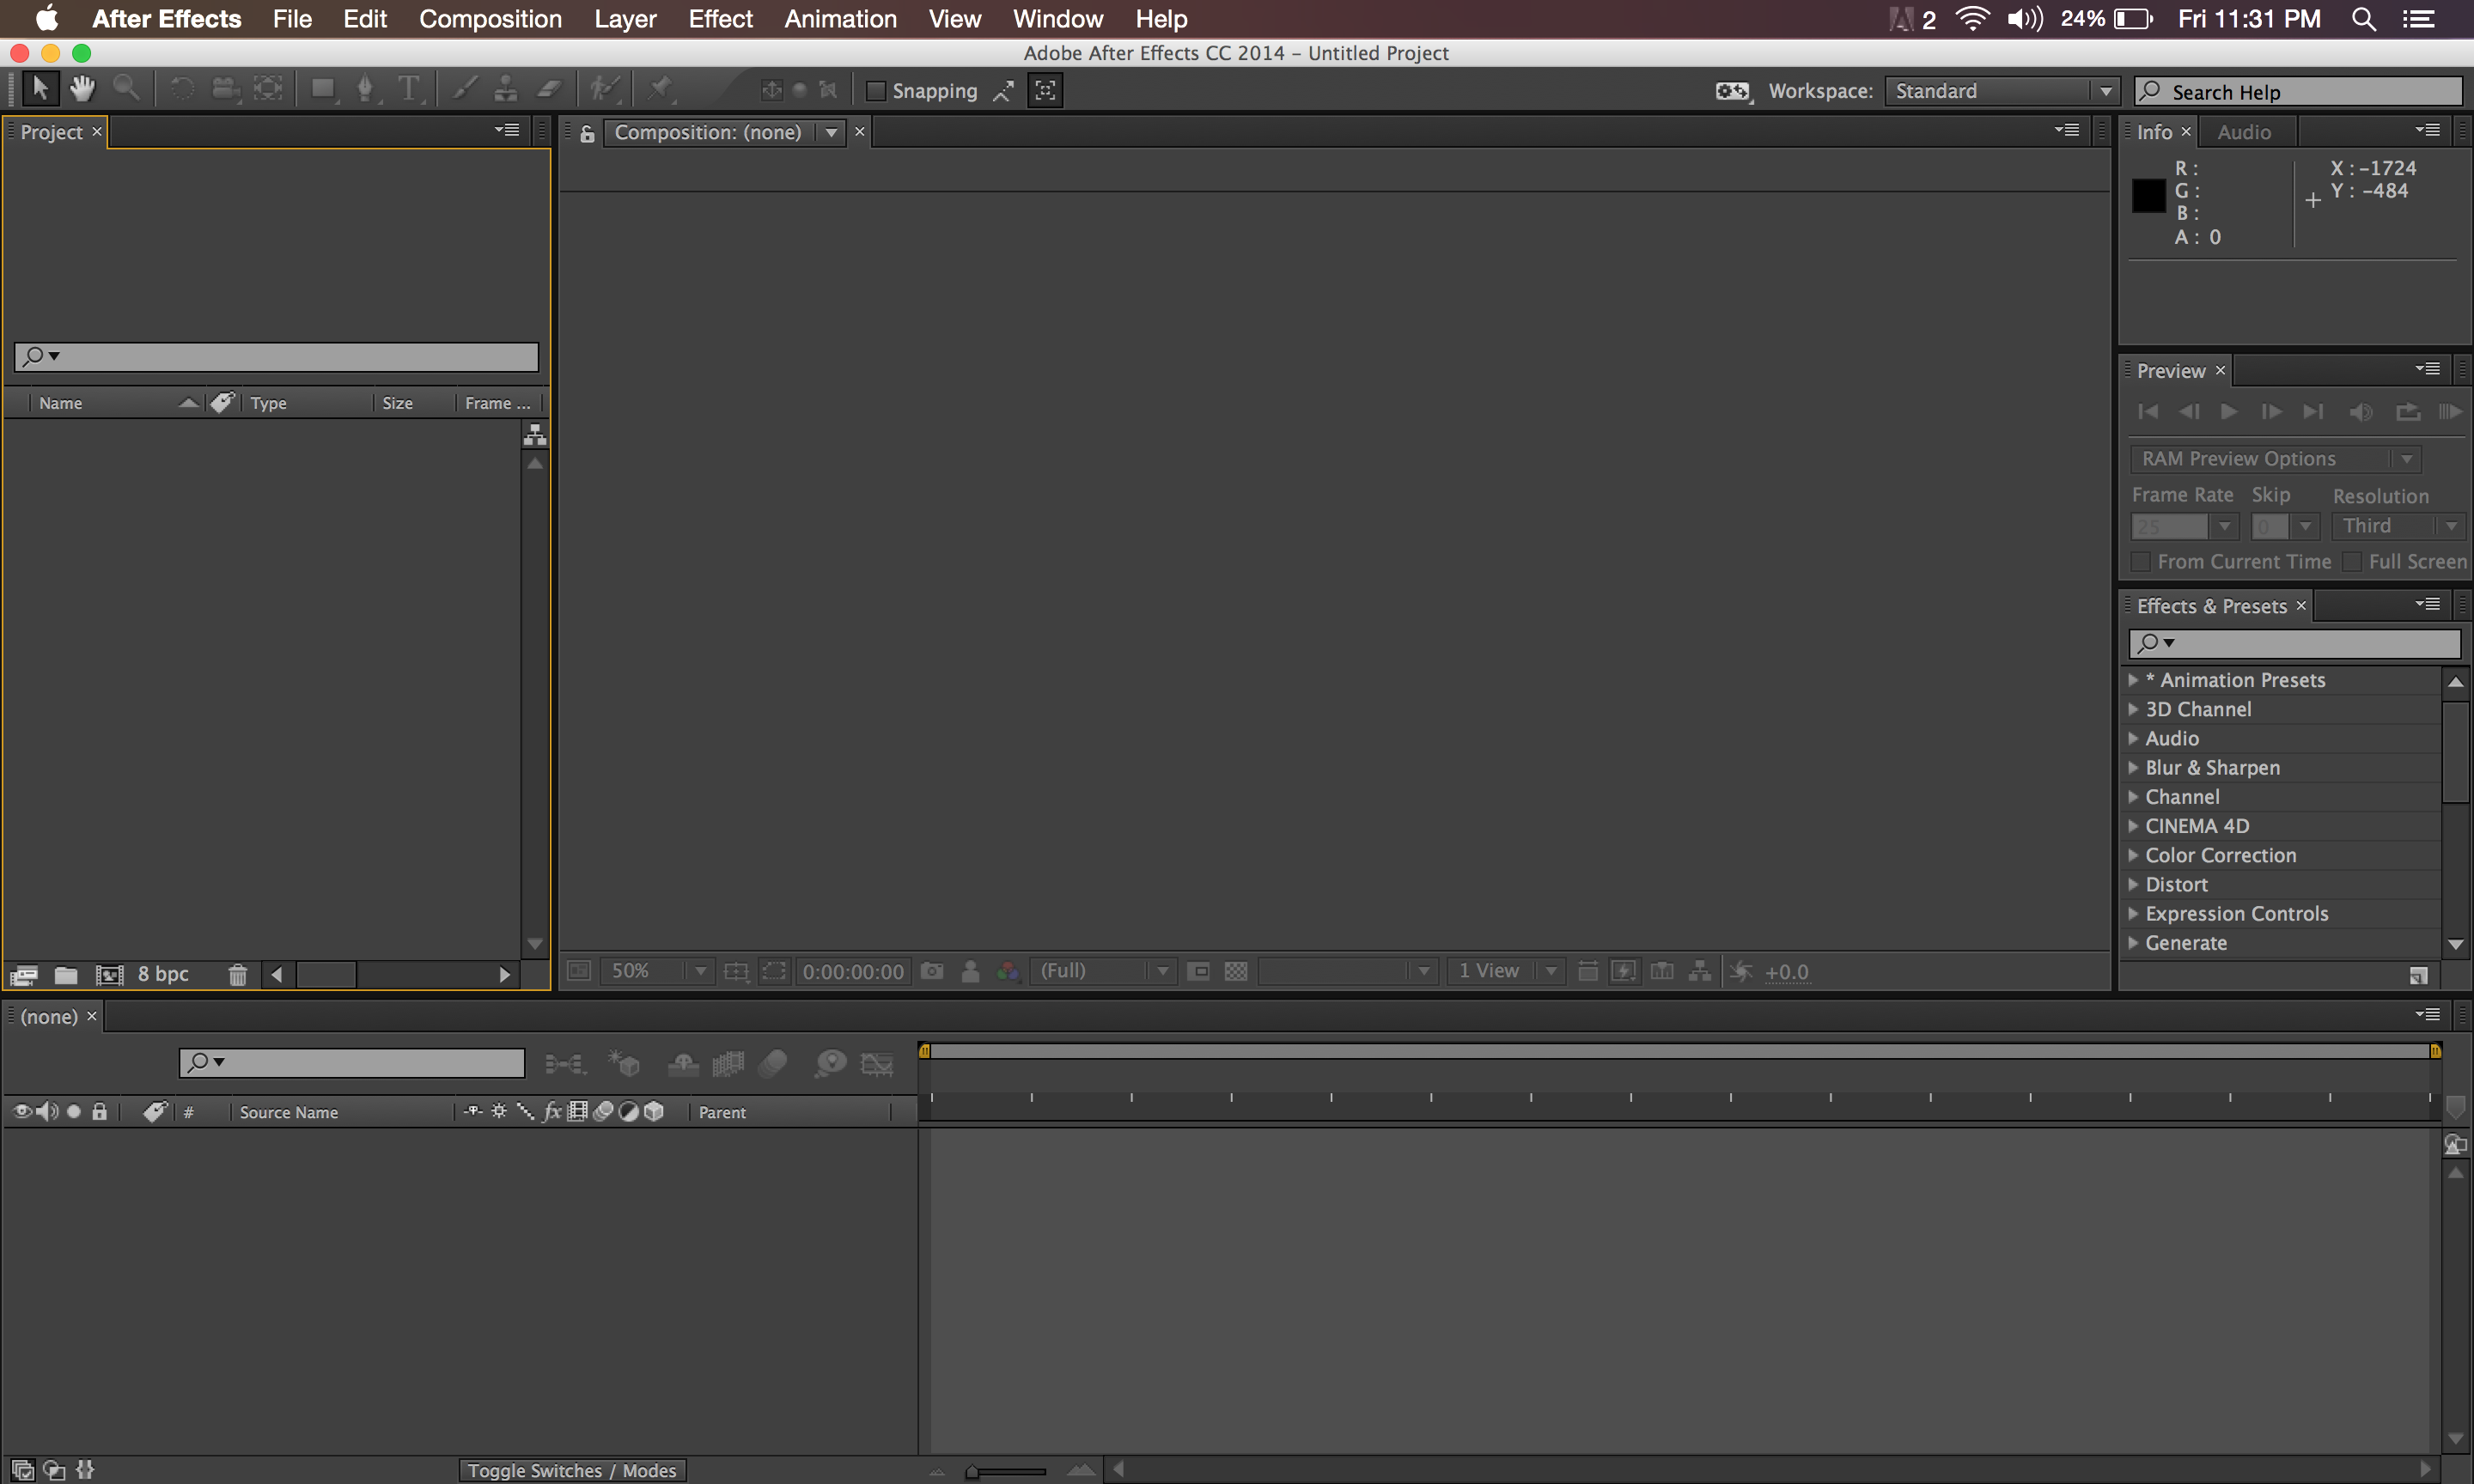 After Effects File Edit Composition Layer Effect Animation View Window Help 2 24% Fri 11:31 PM
Adobe After Effects CC 2014 – Untitled Project
T Snapping Workspace: Standard Search Help
Project × Composition: (none) × Info × Audio
R :
G :
B :
A : 0
X : -1724
Y : -484
Name Type Size Frame ...
Preview ×
RAM Preview Options
Frame Rate Skip Resolution
25 0 Third
From Current Time Full Screen
Effects & Presets ×
* Animation Presets
3D Channel
Audio
Blur & Sharpen
Channel
CINEMA 4D
Color Correction
Distort
Expression Controls
Generate
8 bpc 50% 0:00:00:00 (Full) 1 View +0.0
(none) ×
# Source Name fx Parent
Toggle Switches / Modes